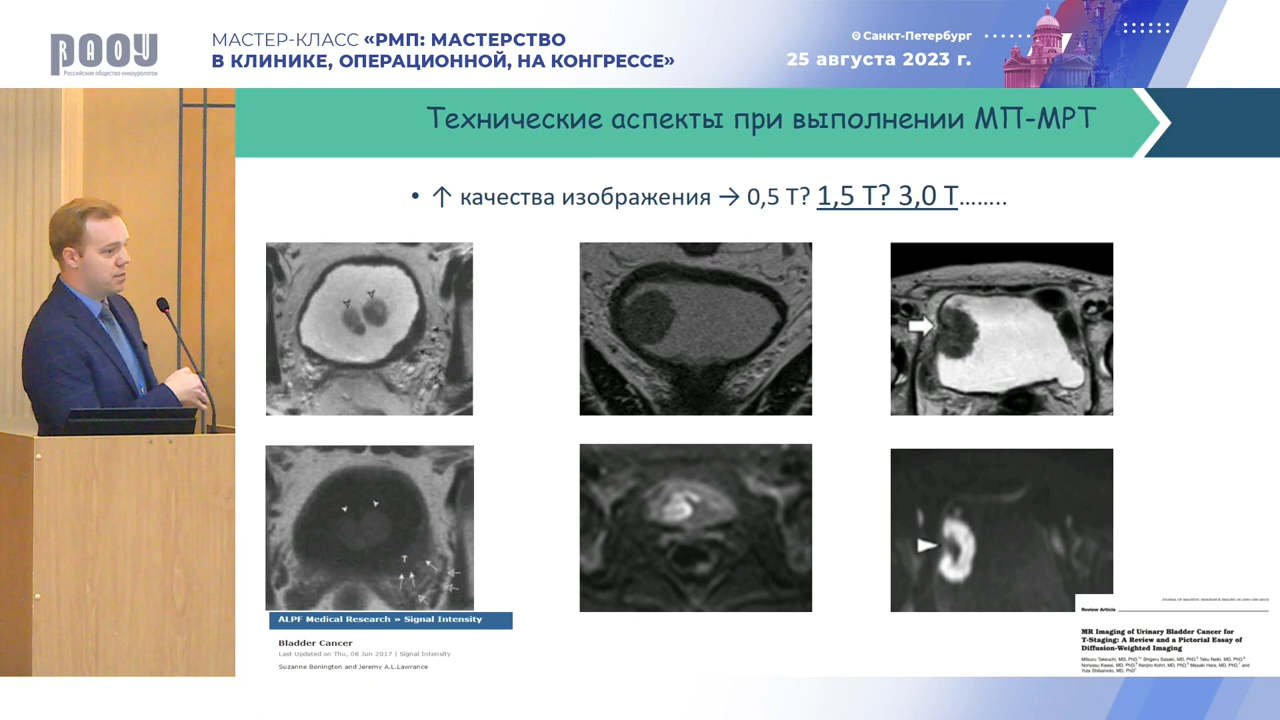 РАОУ
Российское общество онкоурологов
МАСТЕР-КЛАСС «РМП: МАСТЕРСТВО
В КЛИНИКЕ, ОПЕРАЦИОННОЙ, НА КОНГРЕССЕ»
Санкт-Петербург
25 августа 2023 г.
Технические аспекты при выполнении МП-МРТ
• ↑ качества изображения → 0,5 Т? 1,5 Т? 3,0 Т........
T
ALPF Medical Research » Signal Intensity
Bladder Cancer
Last Updated on Thu, 08 Jun 2017 | Signal Intensity
Suzanne Bonington and Jeremy A.L.Lawrance
Review Article
MR Imaging of Urinary Bladder Cancer for
T-Staging: A Review and a Pictorial Essay of
Diffusion-Weighted Imaging